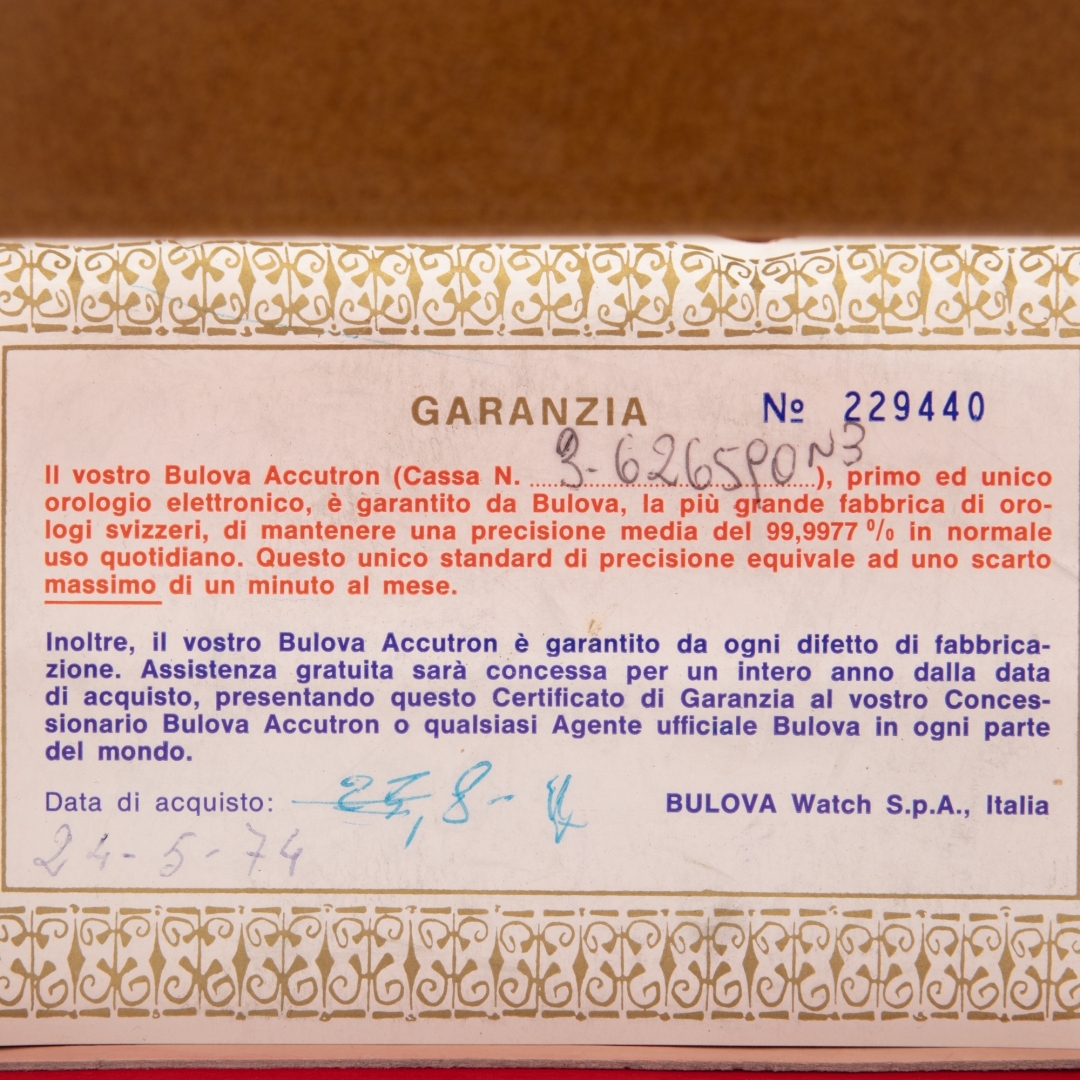 GARANZIA Nº 229440
Il vostro Bulova Accutron (Cassa N. 3-626590 N3), primo ed unico
orologio elettronico, è garantito da Bulova, la più grande fabbrica di oro-
logi svizzeri, di mantenere una precisione media del 99,9977 % in normale
uso quotidiano. Questo unico standard di precisione equivale ad uno scarto
massimo di un minuto al mese.
Inoltre, il vostro Bulova Accutron è garantito da ogni difetto di fabbrica-
zione. Assistenza gratuita sarà concessa per un intero anno dalla data
di acquisto, presentando questo Certificato di Garanzia al vostro Conces-
sionario Bulova Accutron o qualsiasi Agente ufficiale Bulova in ogni parte
del mondo.
Data di acquisto: BULOVA Watch S.p.A., Italia
24-5-74